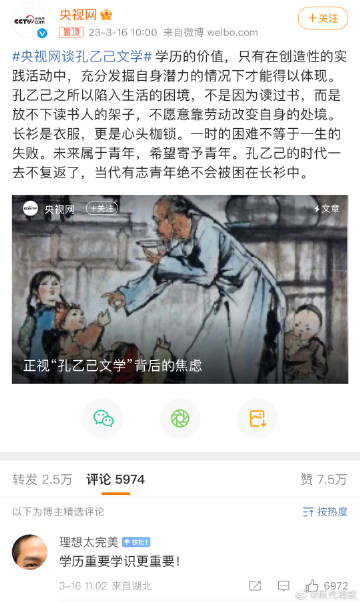 CCTV
央视网
+关注
置顶 23-3-16 10:00 来自微博 weibo.com
#央视网谈孔乙己文学# 学历的价值，只有在创造性的实
践活动中，充分发掘自身潜力的情况下才能得以体现。
孔乙己之所以陷入生活的困境，不是因为读过书，而是
放不下读书人的架子，不愿意靠劳动改变自身的处境。
长衫是衣服，更是心头枷锁。一时的困难不等于一生的
失败。未来属于青年，希望寄予青年。孔乙己的时代一
去不复返了，当代有志青年绝不会被困在长衫中。
央视网 +关注 文章
正视“孔乙己文学”背后的焦虑
转发 2.5万 评论 5974 赞 7.5万
以下为博主精选评论 按热度
理想太完美 铁粉1
学历重要学识更重要！
3-16 11:02 来自湖北 6972